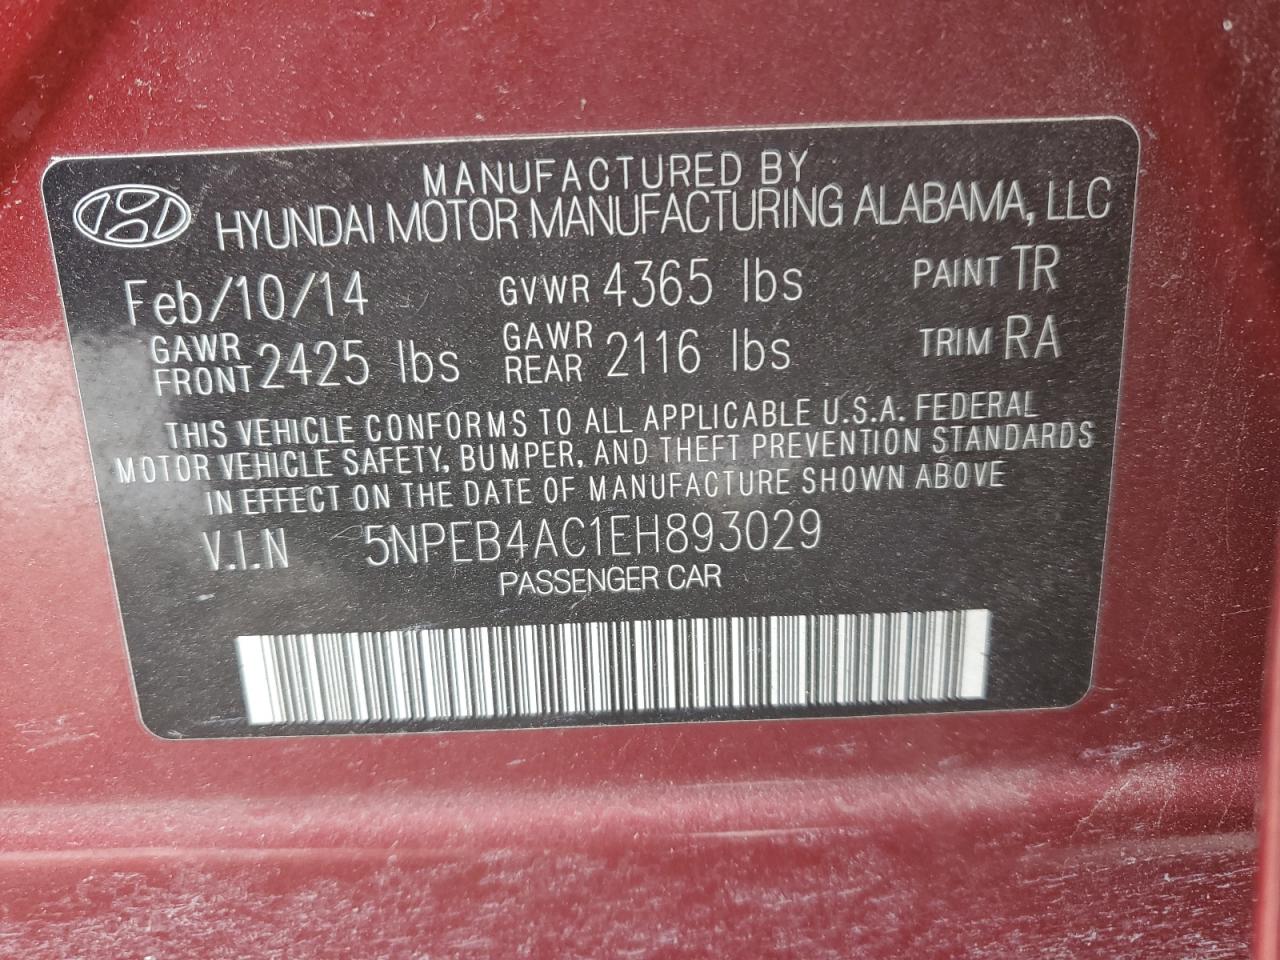 MANUFACTURED BY
HYUNDAI MOTOR MANUFACTURING ALABAMA, LLC
Feb/10/14 GVWR 4365 lbs PAINT TR
GAWR FRONT 2425 lbs GAWR REAR 2116 lbs TRIM RA
THIS VEHICLE CONFORMS TO ALL APPLICABLE U.S.A. FEDERAL
MOTOR VEHICLE SAFETY, BUMPER, AND THEFT PREVENTION STANDARDS
IN EFFECT ON THE DATE OF MANUFACTURE SHOWN ABOVE
V.I.N 5NPEB4AC1EH893029
PASSENGER CAR